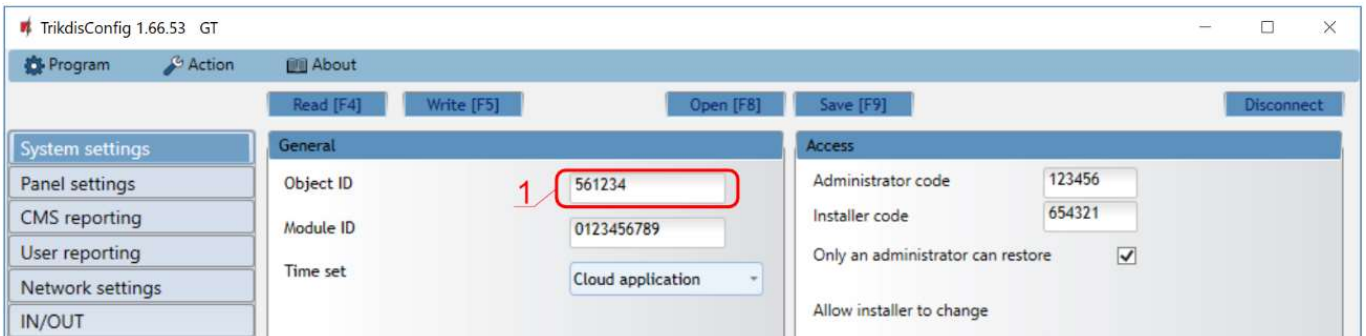 TrikdisConfig 1.66.53 GT
Program Action About
Read [F4] Write [F5] Open [F8] Save [F9] Disconnect
System settings
Panel settings
CMS reporting
User reporting
Network settings
IN/OUT
General
Object ID 561234
1
Module ID 0123456789
Time set Cloud application
Access
Administrator code 123456
Installer code 654321
Only an administrator can restore
Allow installer to change